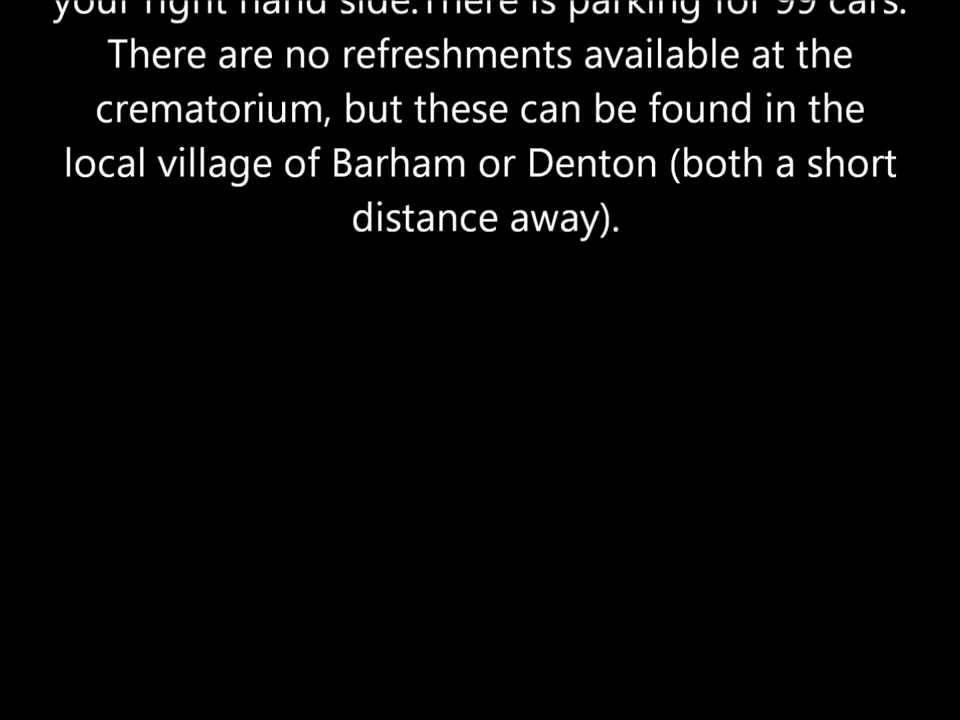 your right hand side.There is parking for 99 cars.
There are no refreshments available at the
crematorium, but these can be found in the
local village of Barham or Denton (both a short
distance away).